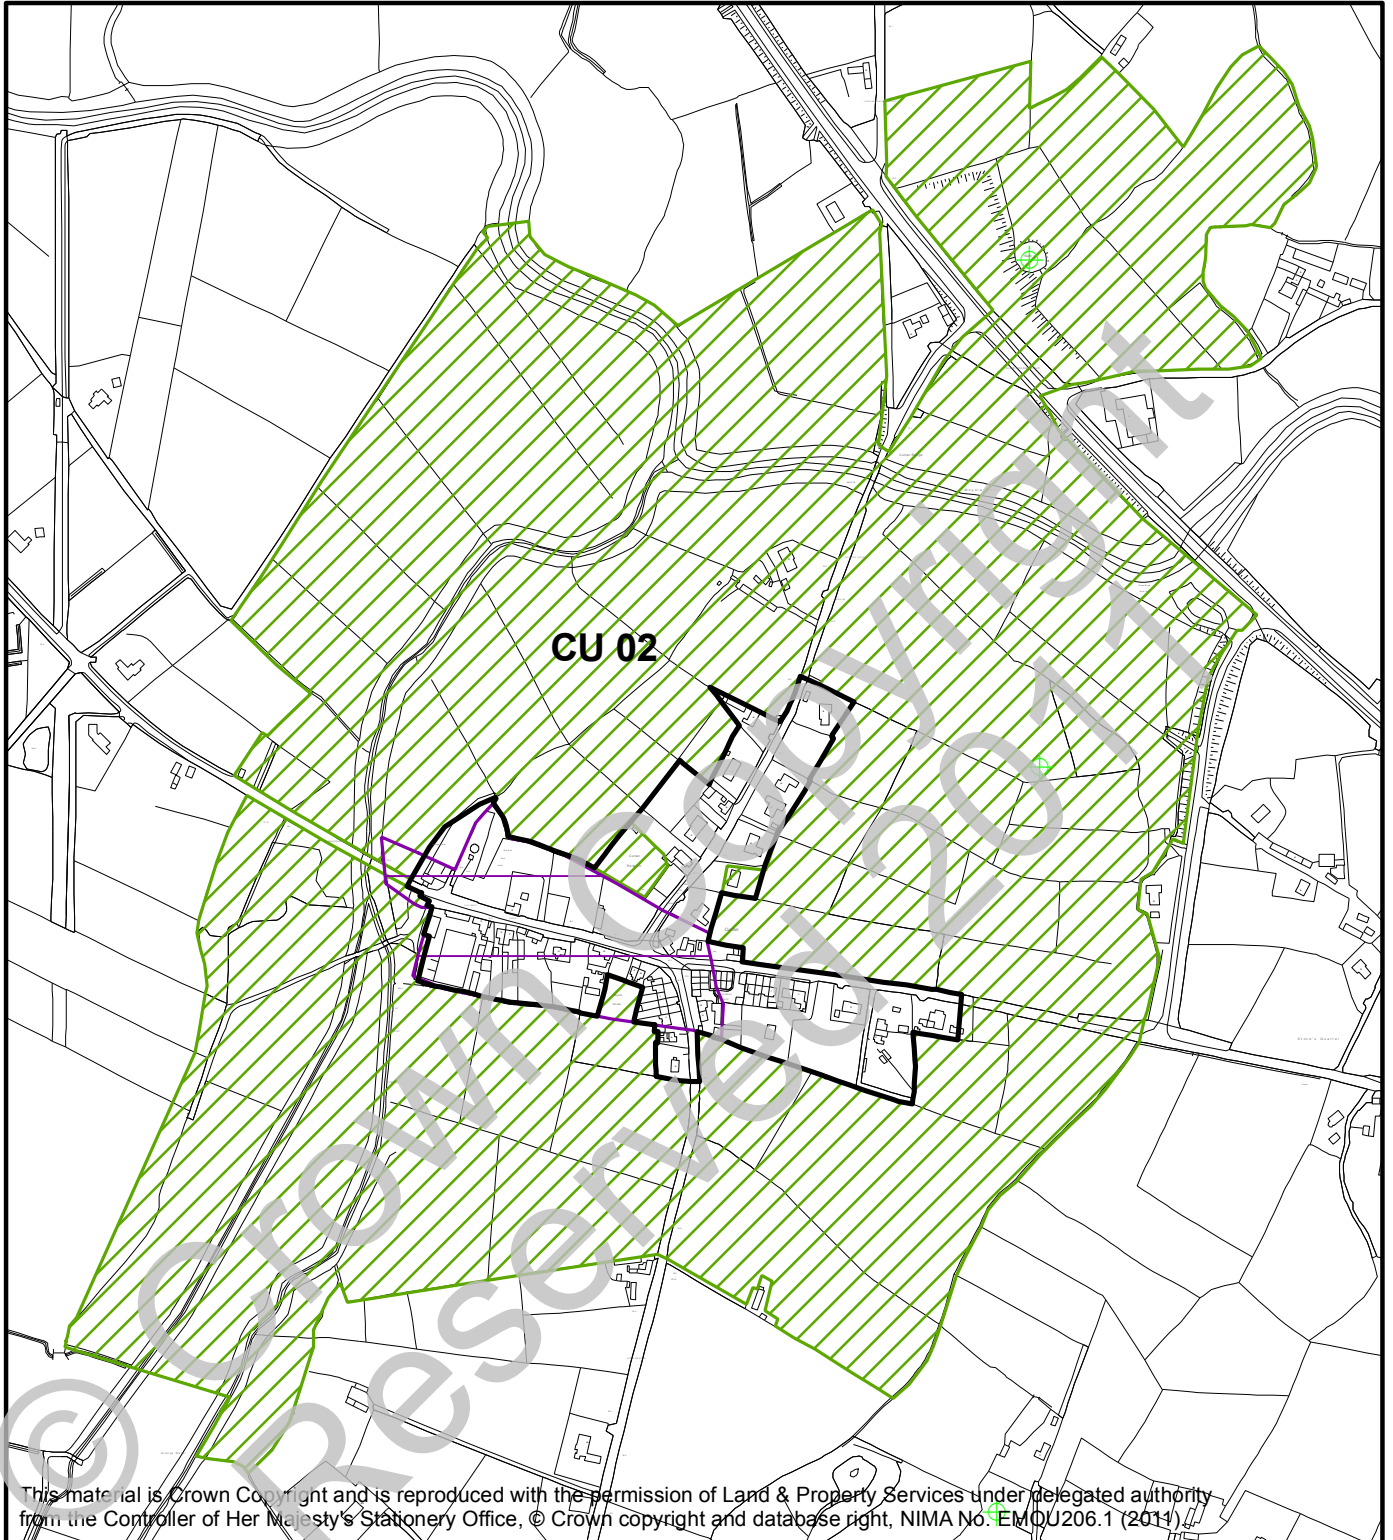 CU 02
© Crown Copyright
Reserved 2011
This material is Crown Copyright and is reproduced with the permission of Land & Property Services under delegated authority
from the Controller of Her Majesty's Stationery Office, © Crown copyright and database right, NIMA No. EMOU206.1 (2011).